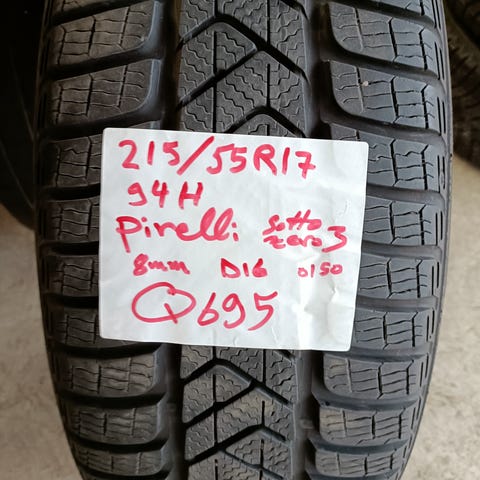 215/55R17
94H
Pirelli Sotto zero 3
8mm D16 0150
Q695